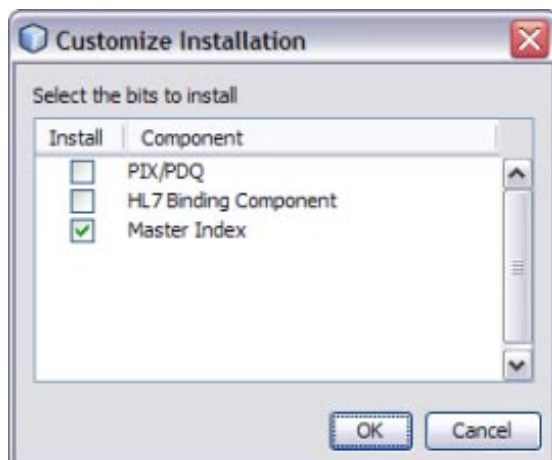 Customize Installation
Select the bits to install
Install Component
PIX/PDQ
HL7 Binding Component
Master Index
OK Cancel